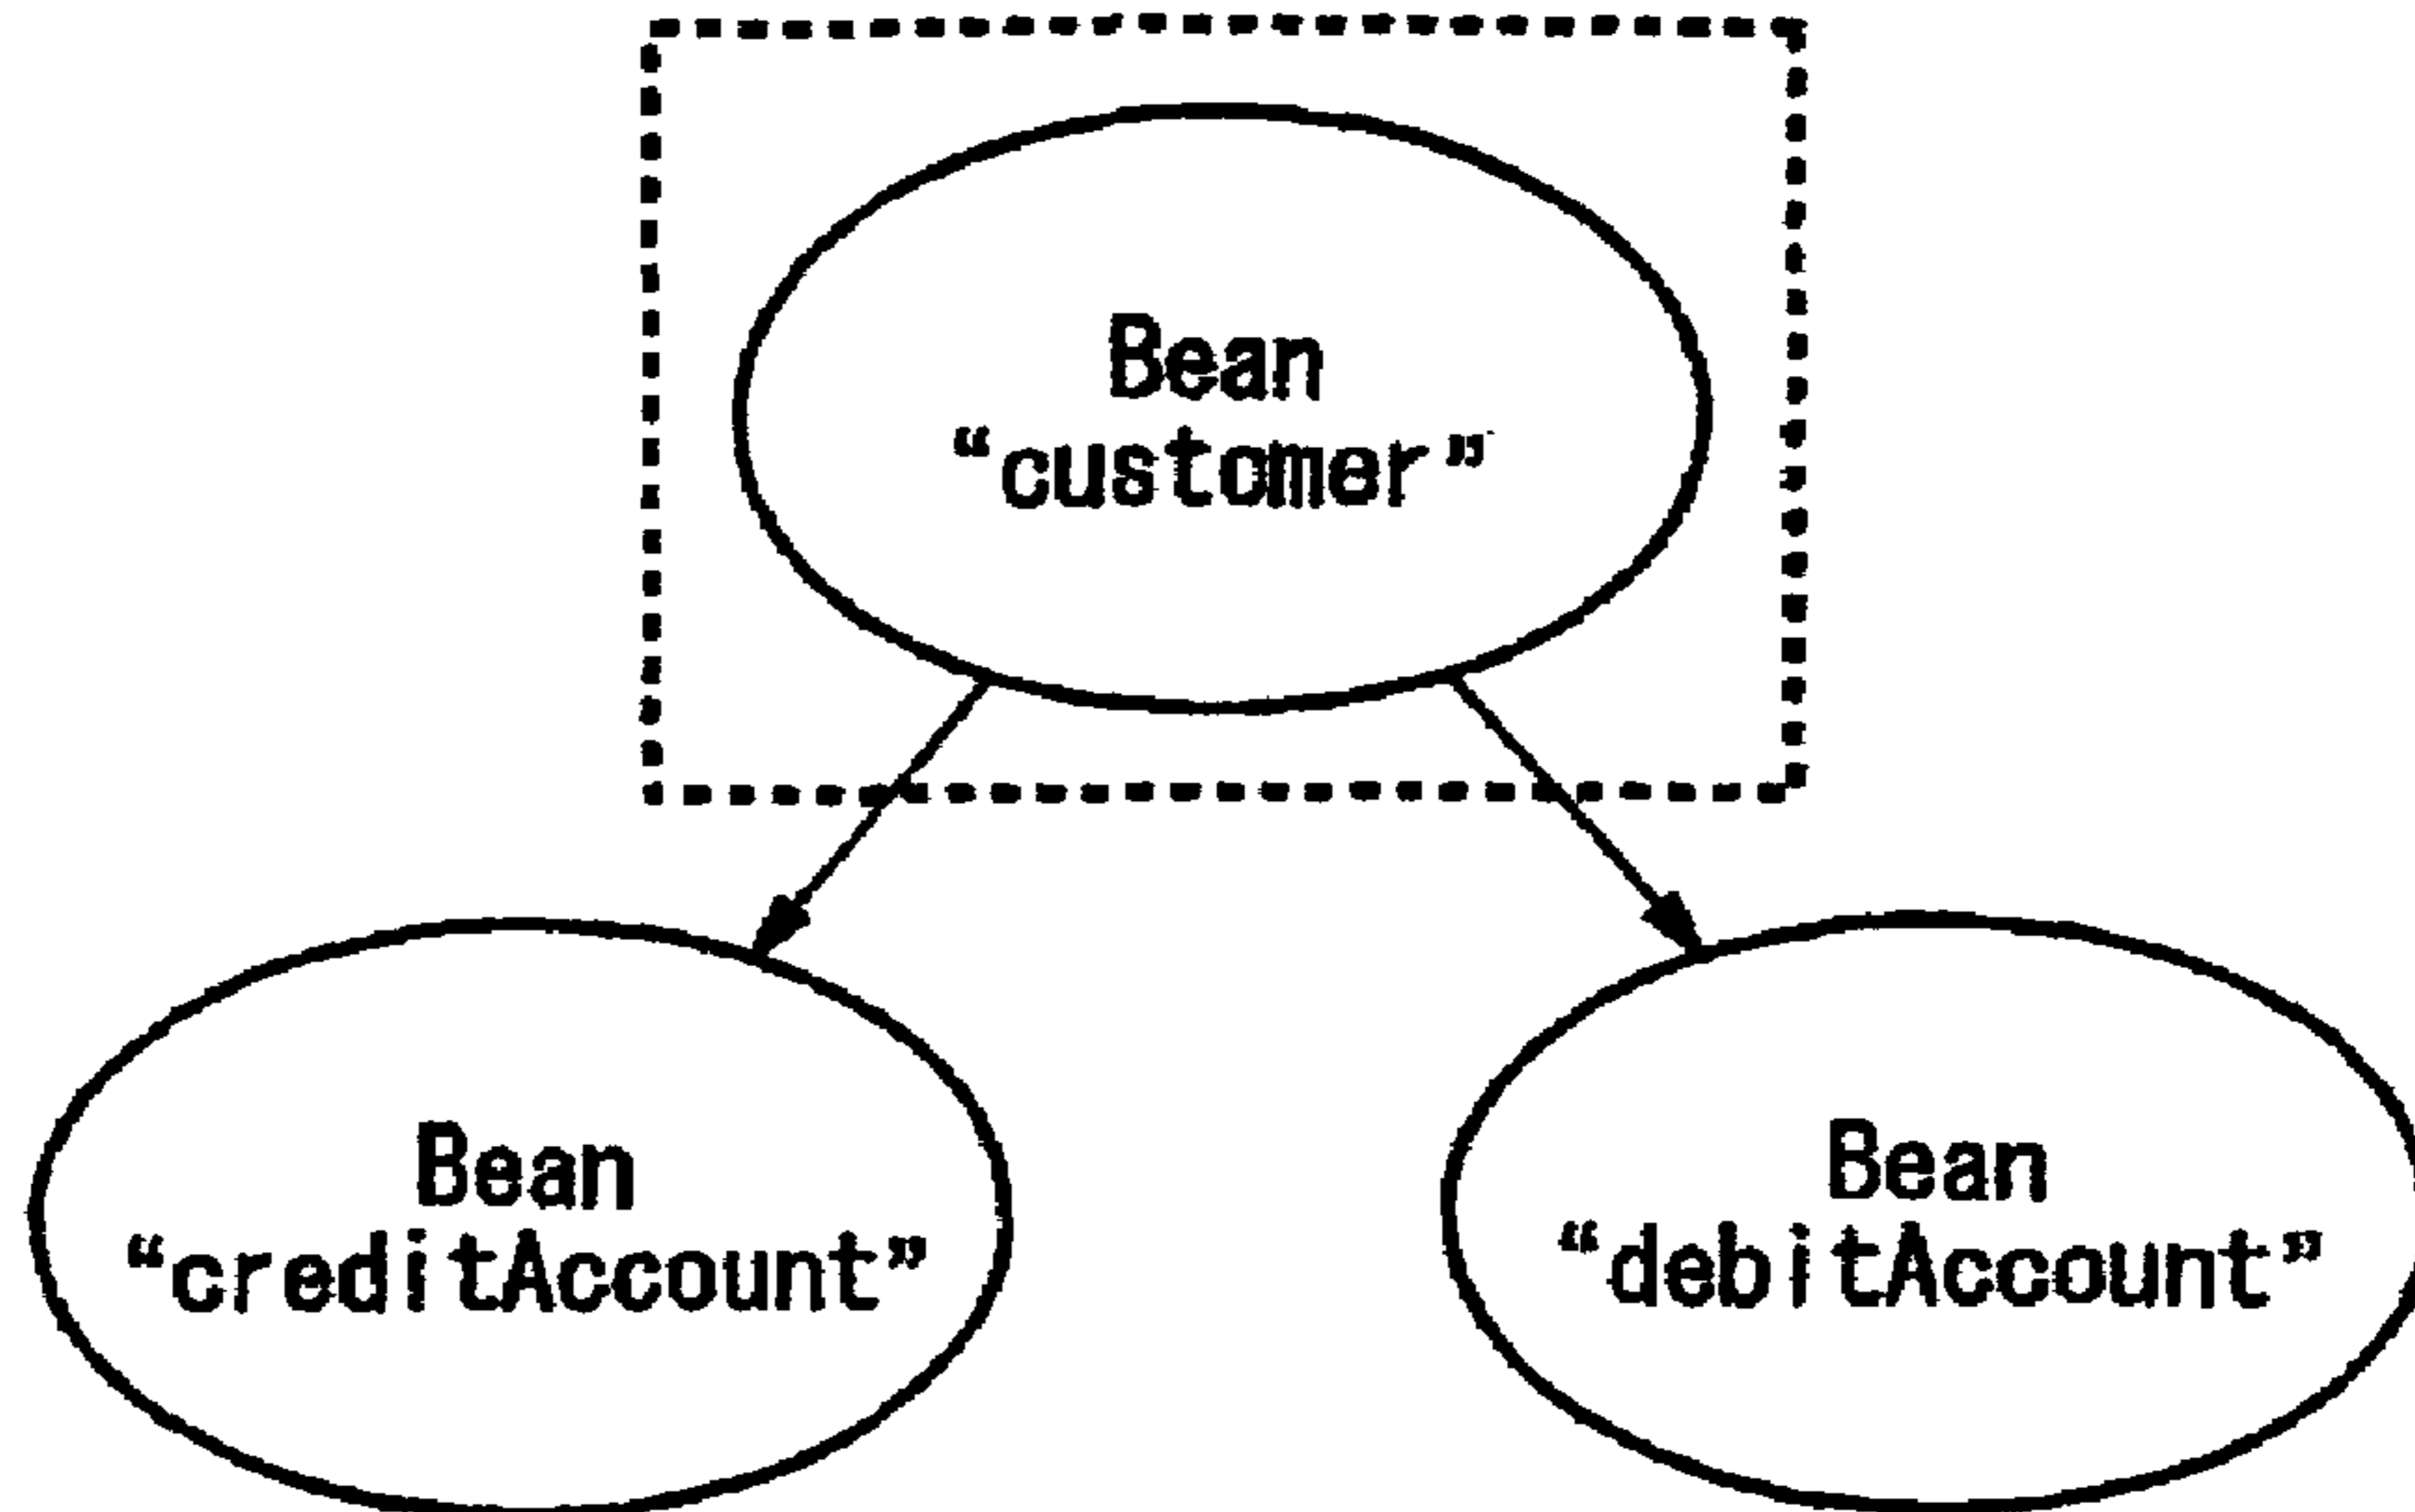 Bean
“customer”
Bean
“creditAccount”
Bean
“debitAccount”